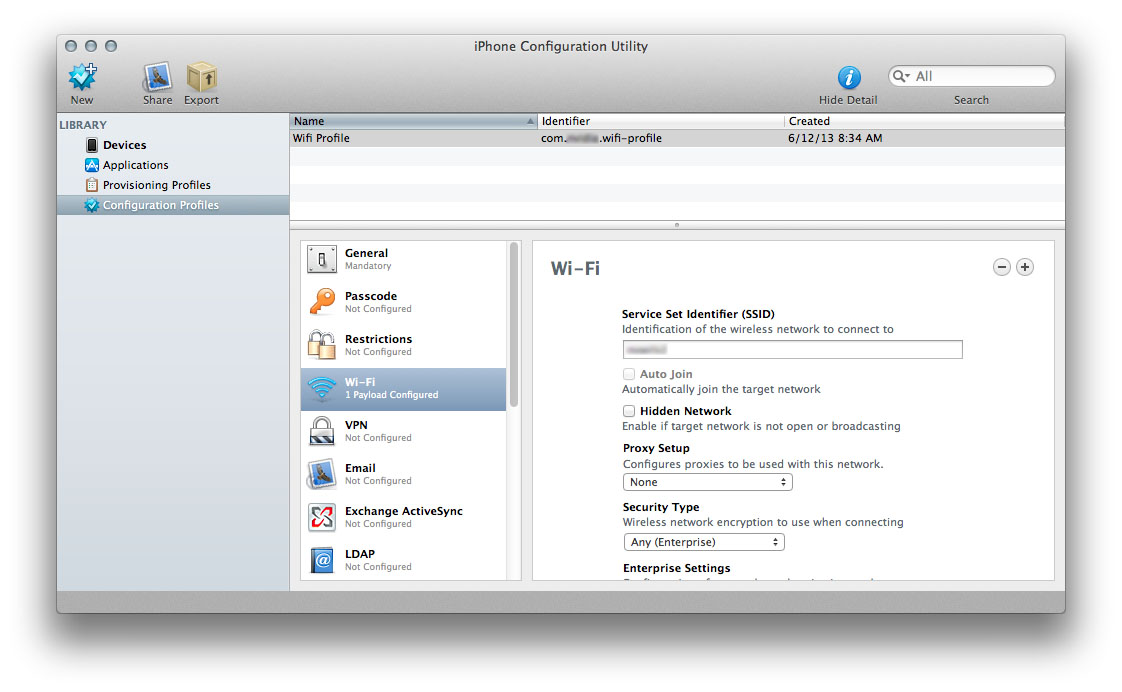 iPhone Configuration Utility
New
Share
Export
Hide Detail
All
Search
LIBRARY
Devices
Applications
Provisioning Profiles
Configuration Profiles
Name Identifier Created
Wifi Profile com. .wifi-profile 6/12/13 8:34 AM
General
Mandatory
Passcode
Not Configured
Restrictions
Not Configured
Wi-Fi
1 Payload Configured
VPN
Not Configured
Email
Not Configured
Exchange ActiveSync
Not Configured
LDAP
Not Configured
Wi-Fi
Service Set Identifier (SSID)
Identification of the wireless network to connect to
Auto Join
Automatically join the target network
Hidden Network
Enable if target network is not open or broadcasting
Proxy Setup
Configures proxies to be used with this network.
None
Security Type
Wireless network encryption to use when connecting
Any (Enterprise)
Enterprise Settings